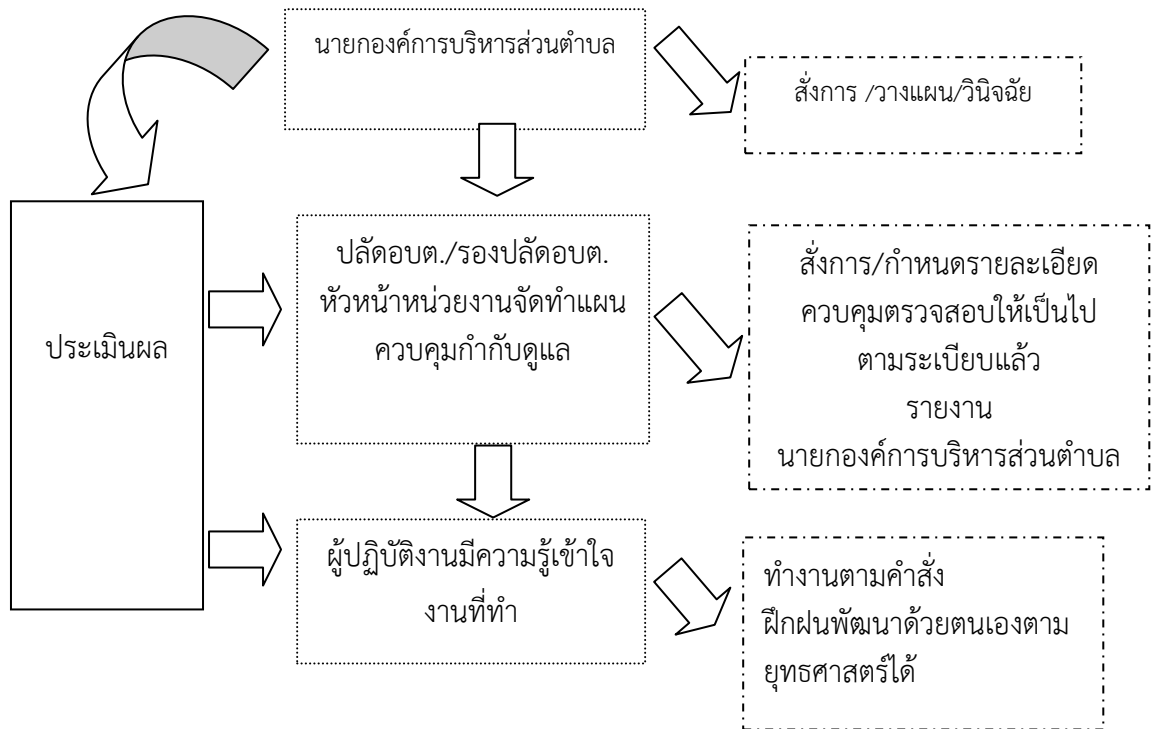 นายกองค์การบริหารส่วนตำบล
สั่งการ /วางแผน/วินิจฉัย
ประเมินผล
ปลัดอบต./รองปลัดอบต.
หัวหน้าหน่วยงานจัดทำแผน
ควบคุมกำกับดูแล
สั่งการ/กำหนดรายละเอียด
ควบคุมตรวจสอบให้เป็นไป
ตามระเบียบแล้ว
รายงาน
นายกองค์การบริหารส่วนตำบล
ผู้ปฏิบัติงานมีความรู้เข้าใจ
งานที่ทำ
ทำงานตามคำสั่ง
ฝึกฝนพัฒนาด้วยตนเองตาม
ยุทธศาสตร์ได้